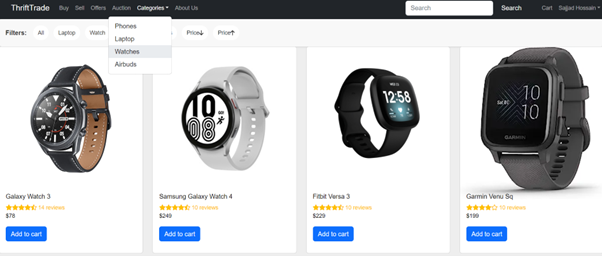 ThriftTrade Buy Sell Offers Auction Categories About Us Search Search Cart Sajjad Hossain
Phones
Laptop
Watches
Airbuds
Filters: All Laptop Watch Price↓ Price↑
Galaxy Watch 3
14 reviews
$78
Add to cart
Samsung Galaxy Watch 4
10 reviews
$249
Add to cart
Fitbit Versa 3
10 reviews
$229
Add to cart
GARMIN
Garmin Venu Sq
10 reviews
$199
Add to cart